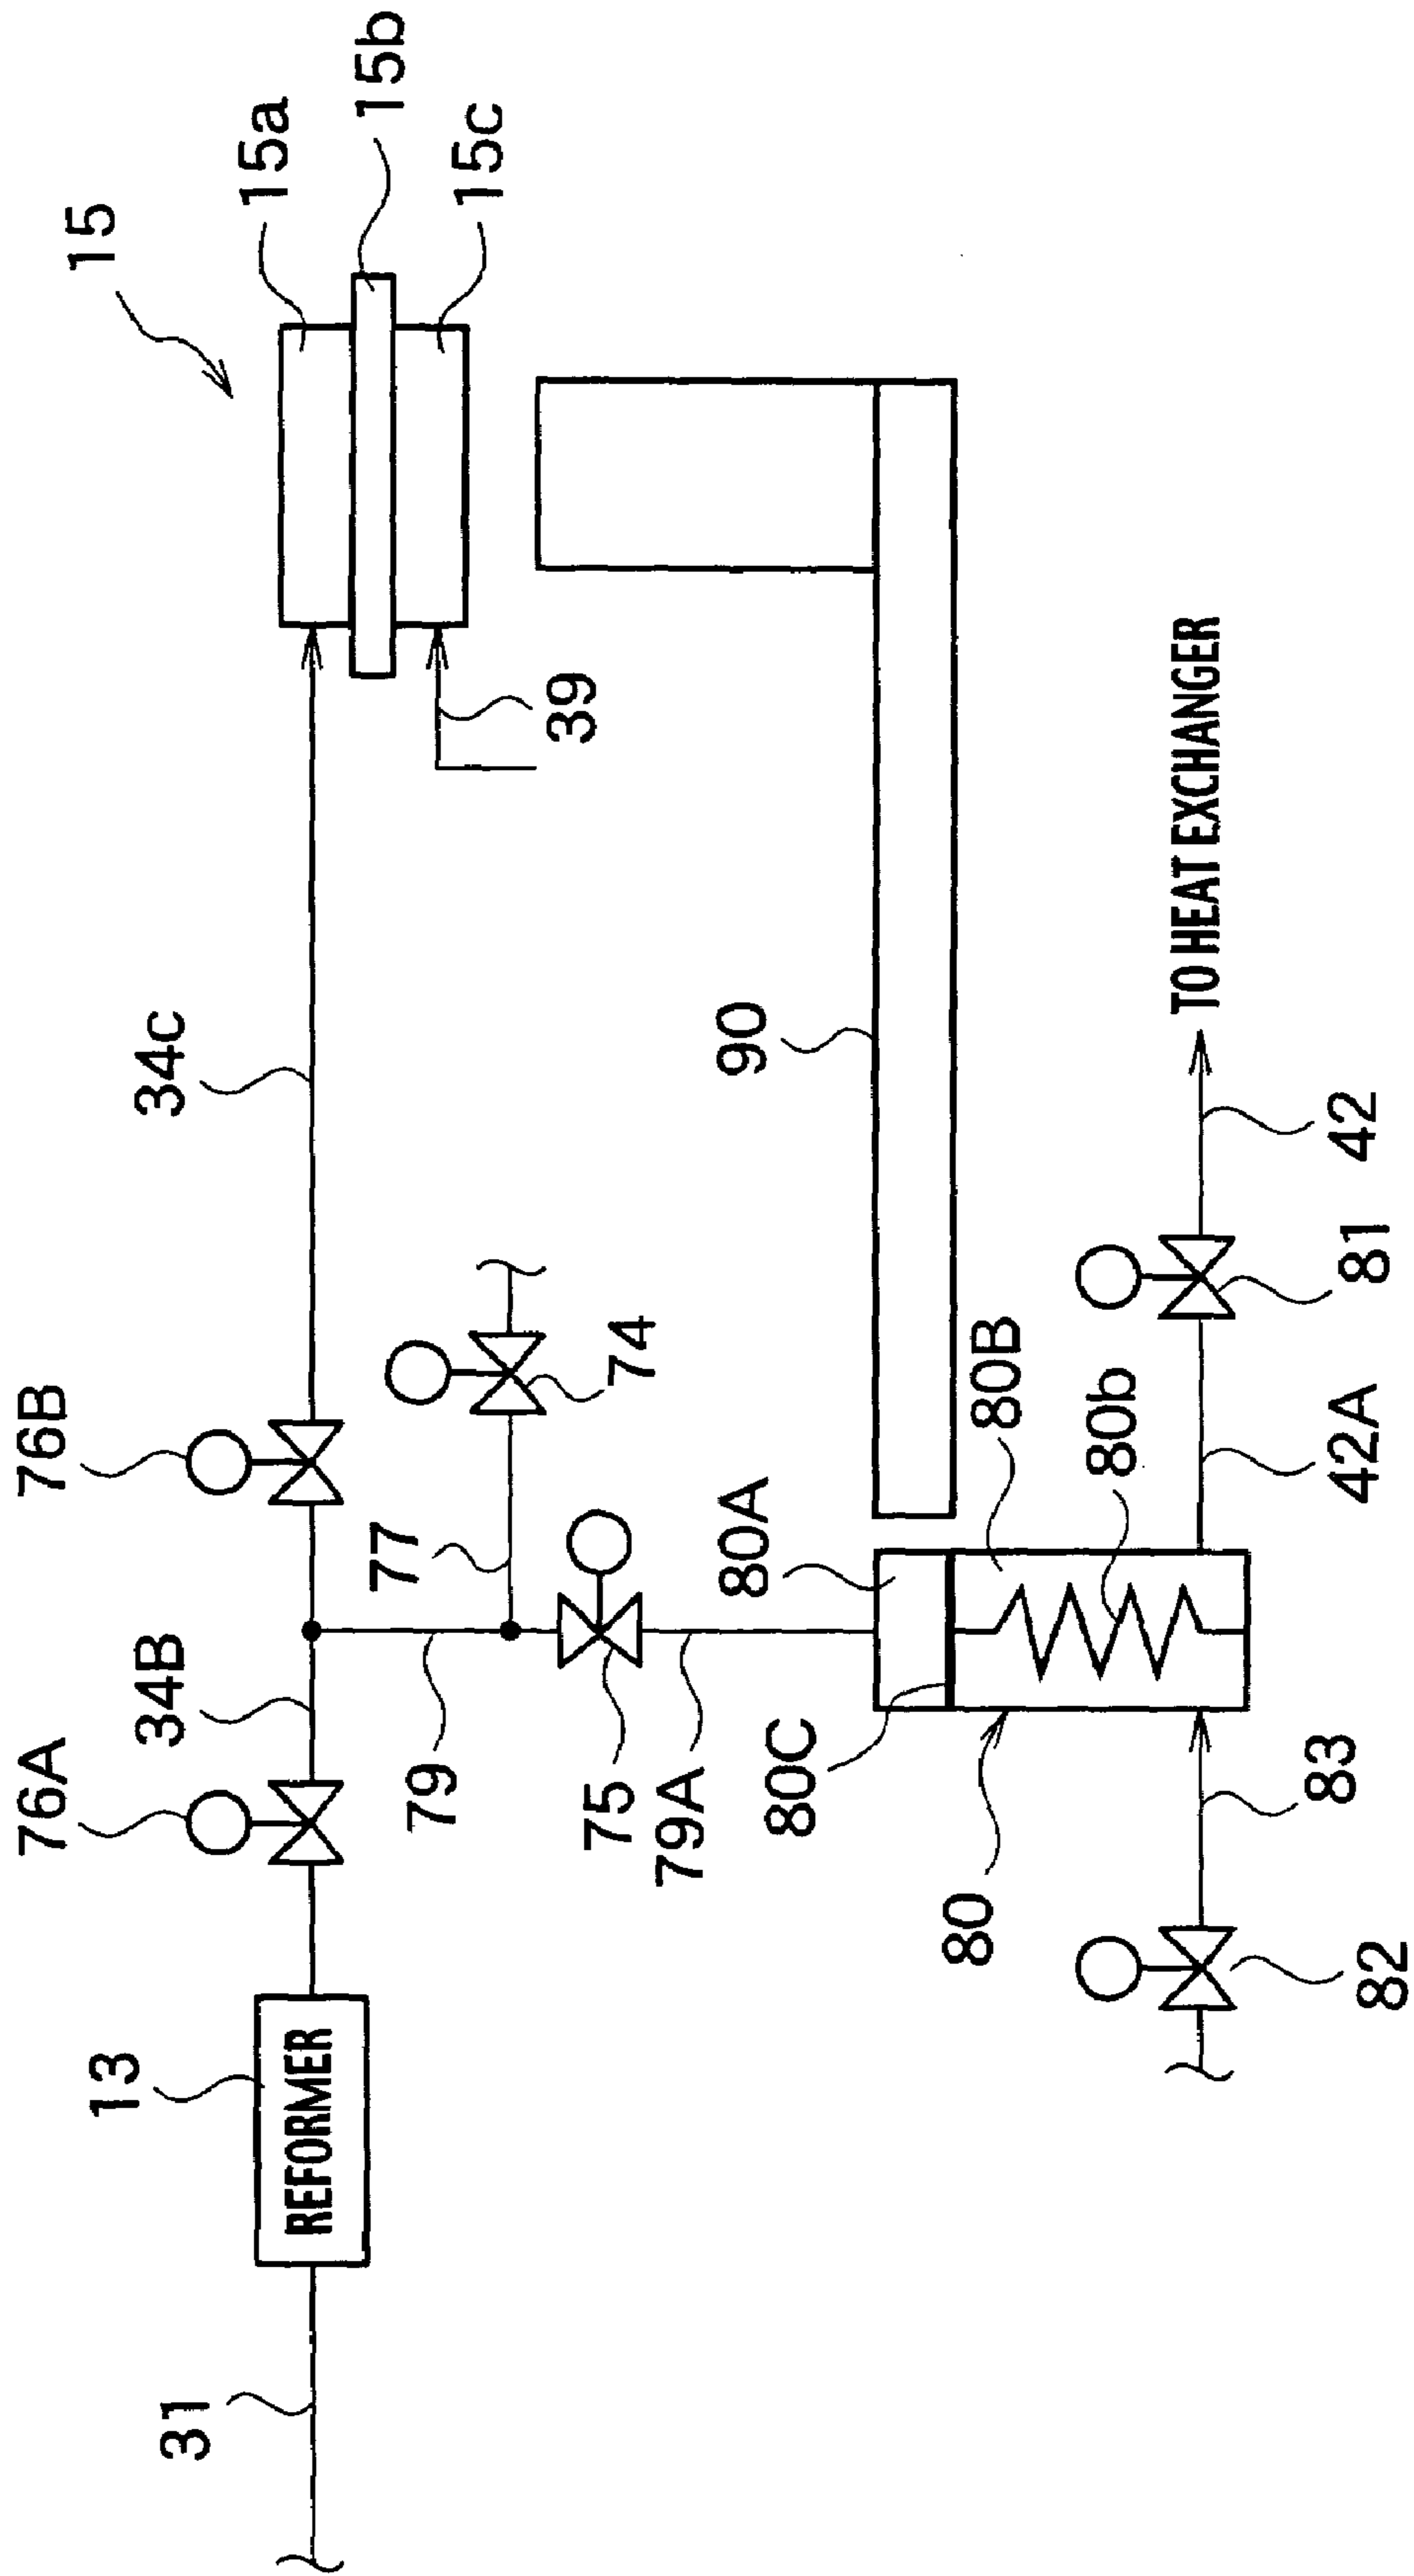 76A
76B
15
13
34B
34c
31
15a
15b
77
79
15c
REFORMER
39
75
74
79A
80A
90
80C
80
80B
80b
TO HEAT EXCHANGER
83
42A
42
81
82